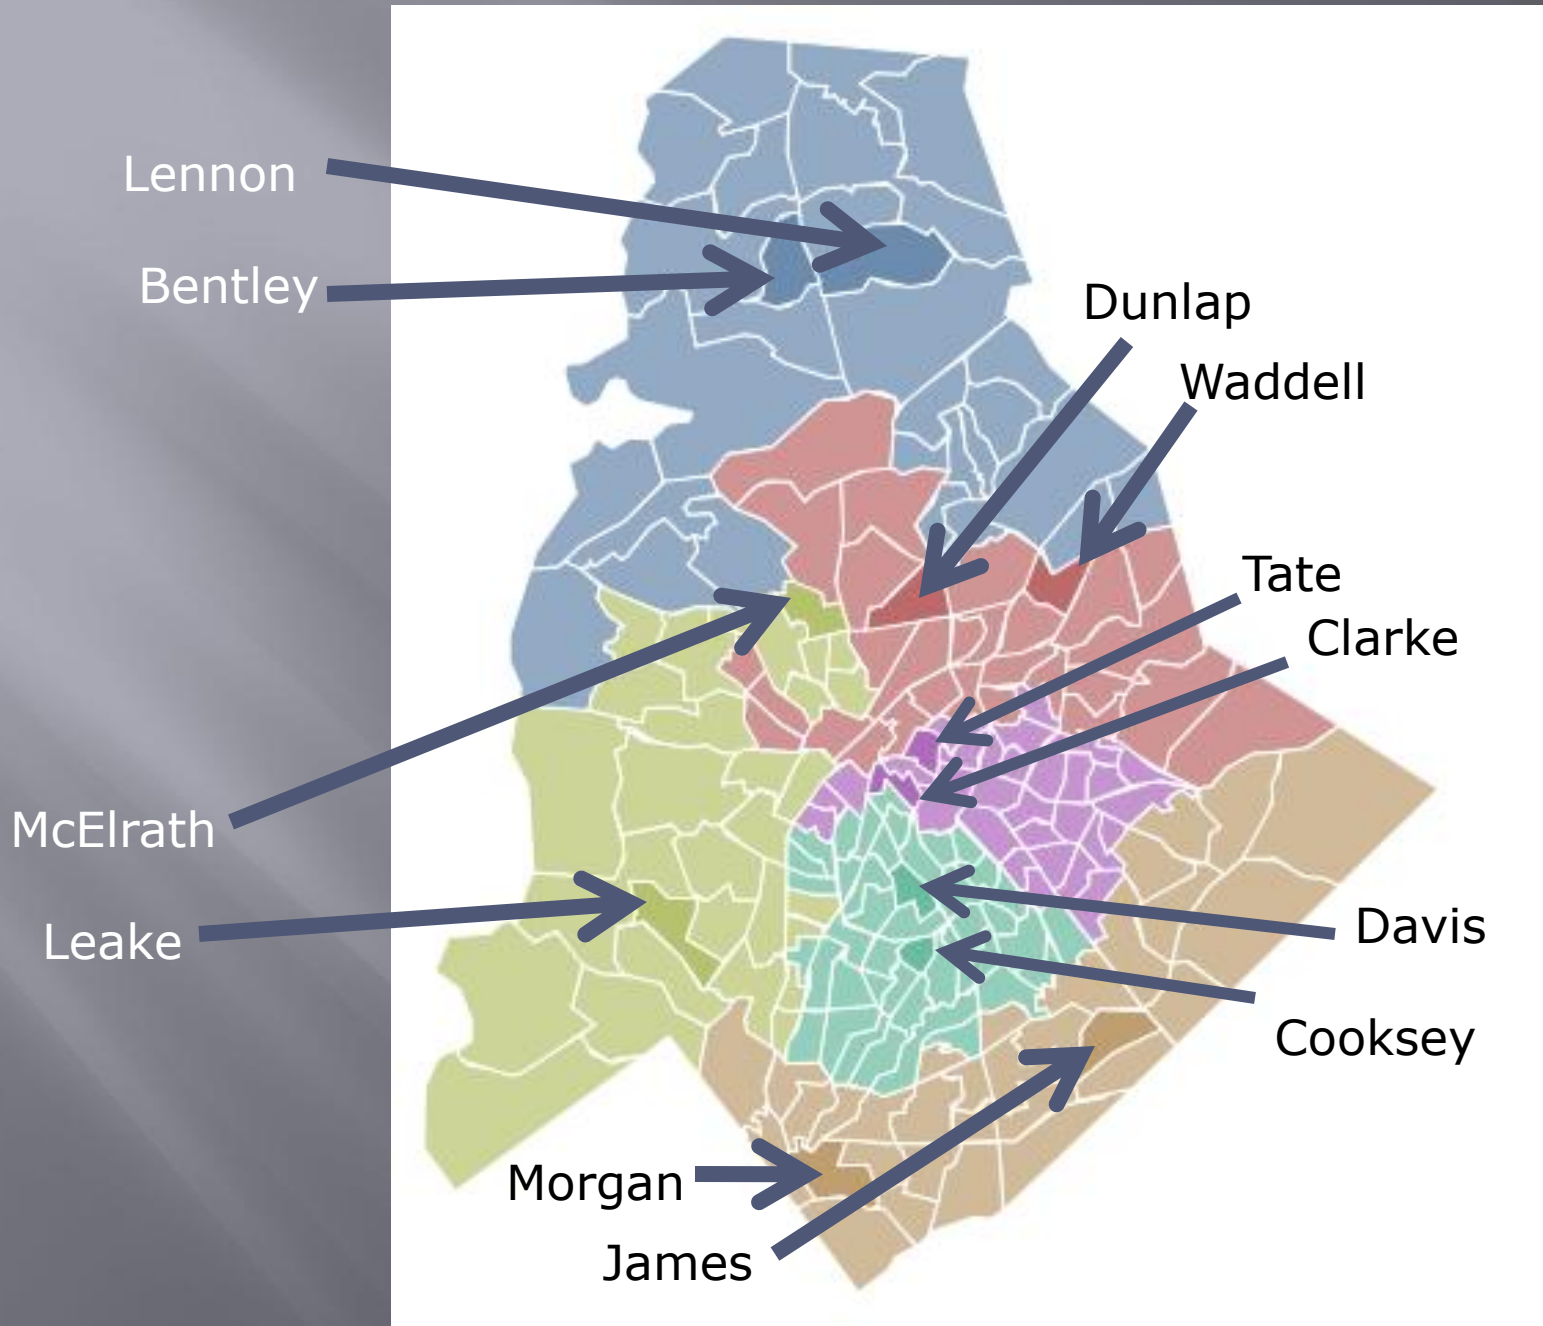 Lennon
Bentley
Dunlap
Waddell
Tate
Clarke
McElrath
Leake
Davis
Cooksey
Morgan
James